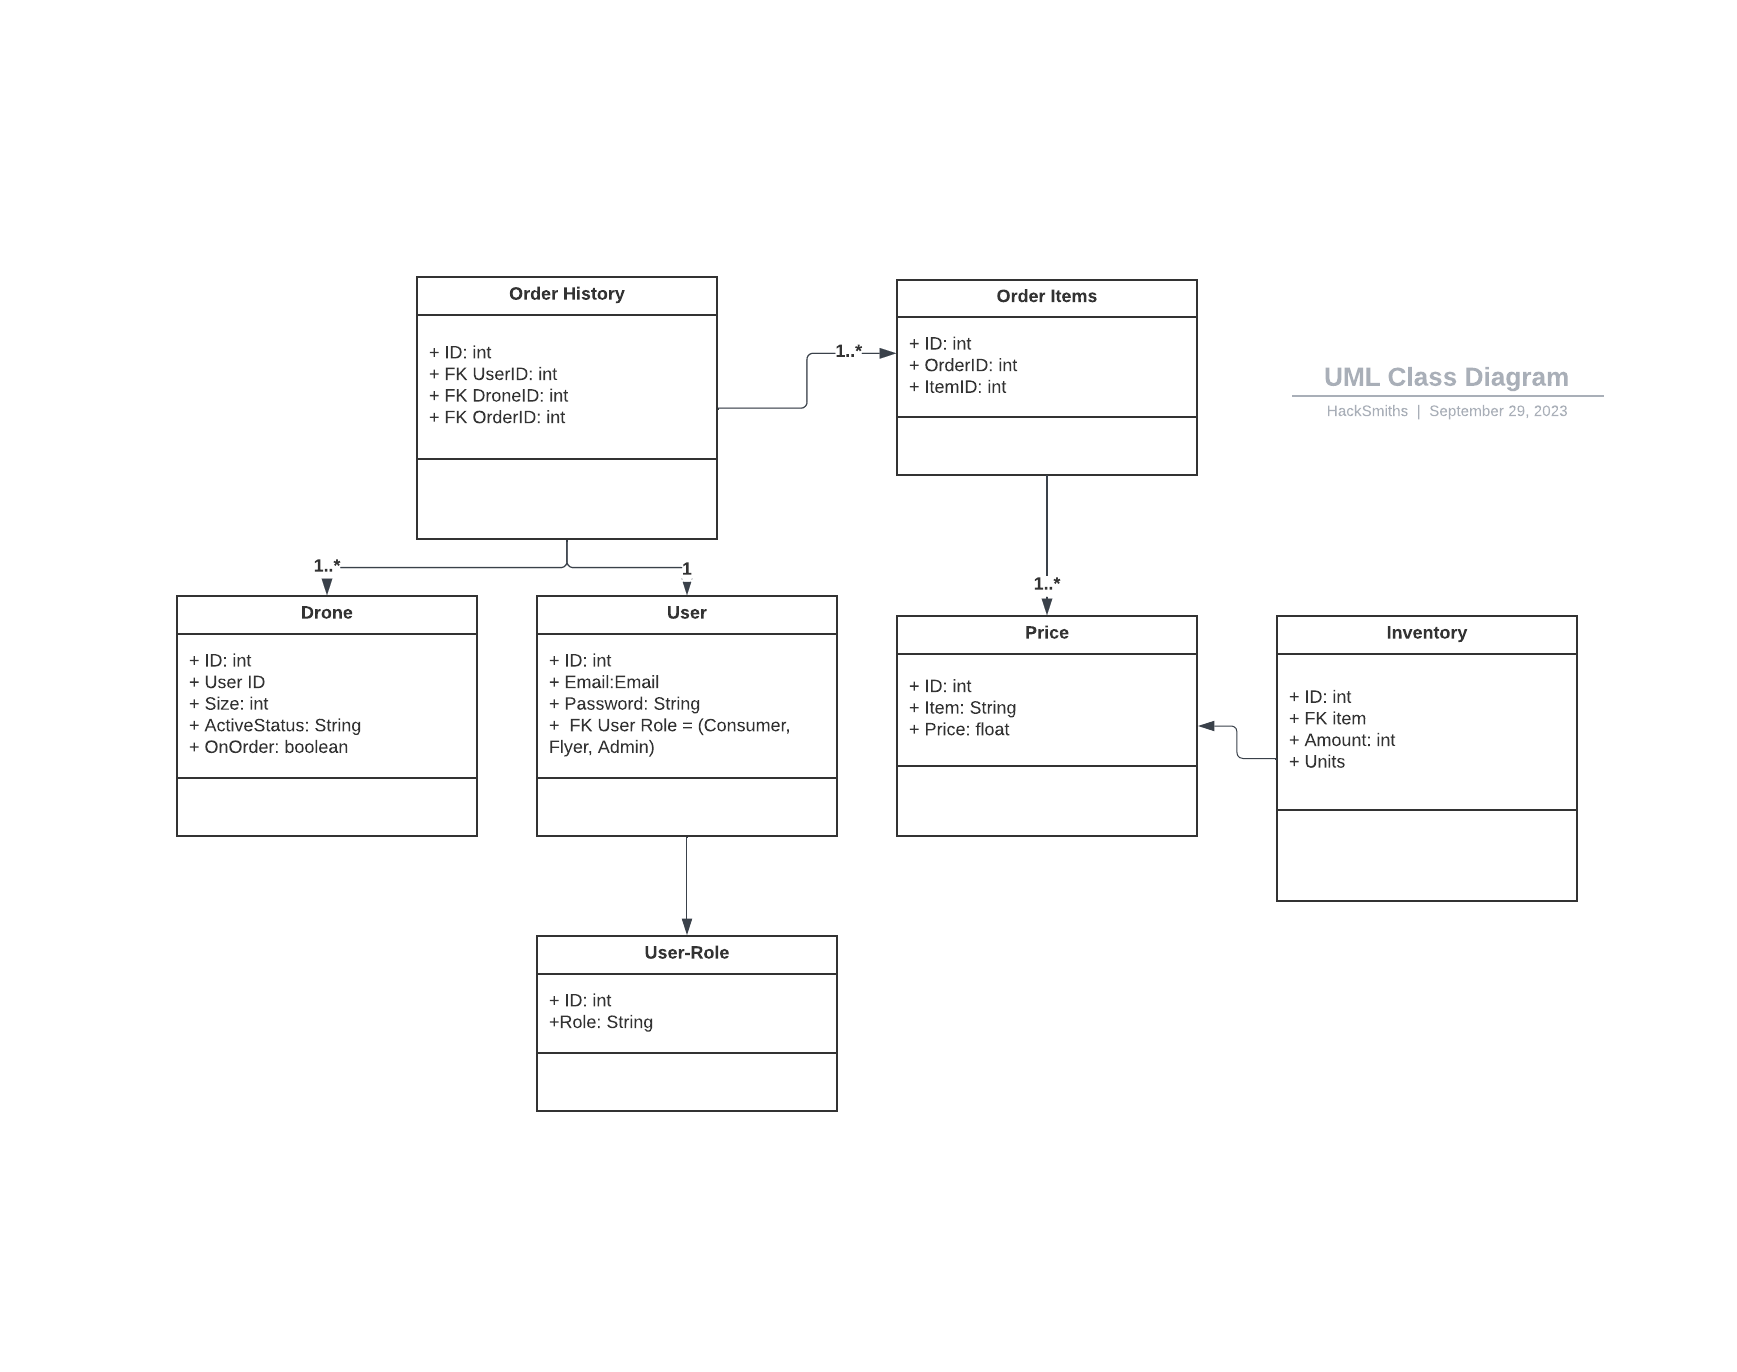 Order History
+ ID: int
+ FK UserID: int
+ FK DroneID: int
+ FK OrderID: int
1..*
Order Items
+ ID: int
+ OrderID: int
+ ItemID: int
UML Class Diagram
HackSmiths | September 29, 2023
1..*
1
1..*
Drone
+ ID: int
+ User ID
+ Size: int
+ ActiveStatus: String
+ OnOrder: boolean
User
+ ID: int
+ Email:Email
+ Password: String
+  FK User Role = (Consumer,
Flyer, Admin)
Price
+ ID: int
+ Item: String
+ Price: float
Inventory
+ ID: int
+ FK item
+ Amount: int
+ Units
User-Role
+ ID: int
+Role: String